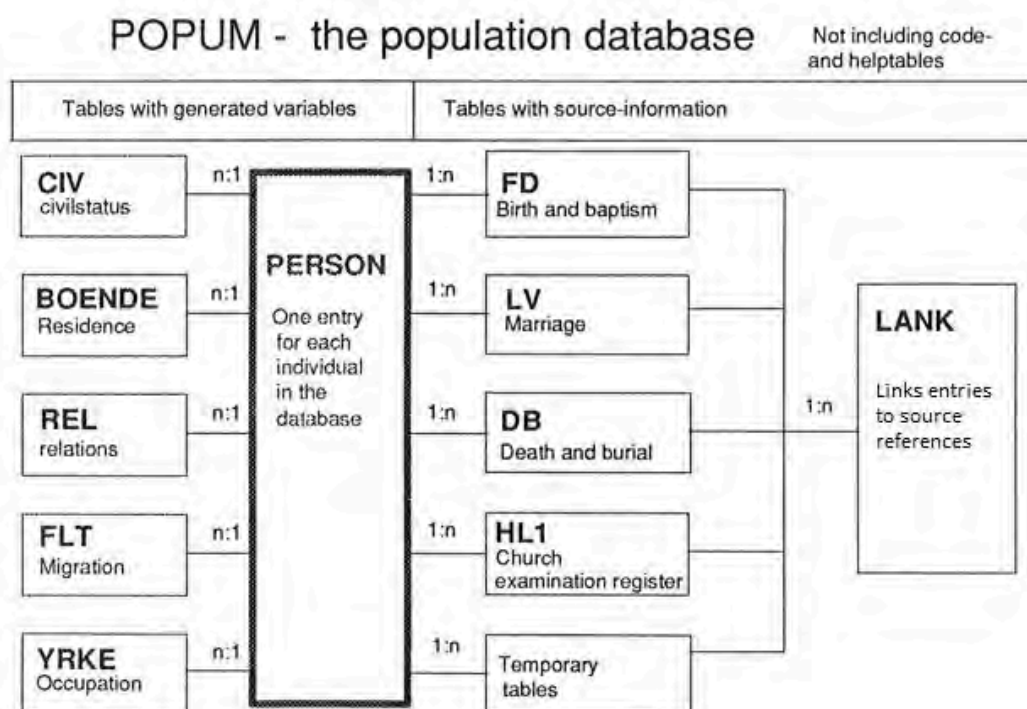 POPUM - the population database
Not including code-
and helptables
Tables with generated variables
Tables with source-information
CIV
civilstatus
n:1
BOENDE
Residence
n:1
REL
relations
n:1
FLT
Migration
n:1
YRKE
Occupation
n:1
PERSON
One entry
for each
individual
in the
database
1:n
FD
Birth and baptism
1:n
LV
Marriage
1:n
DB
Death and burial
1:n
HL1
Church
examination register
1:n
Temporary
tables
1:n
LANK
Links entries
to source
references